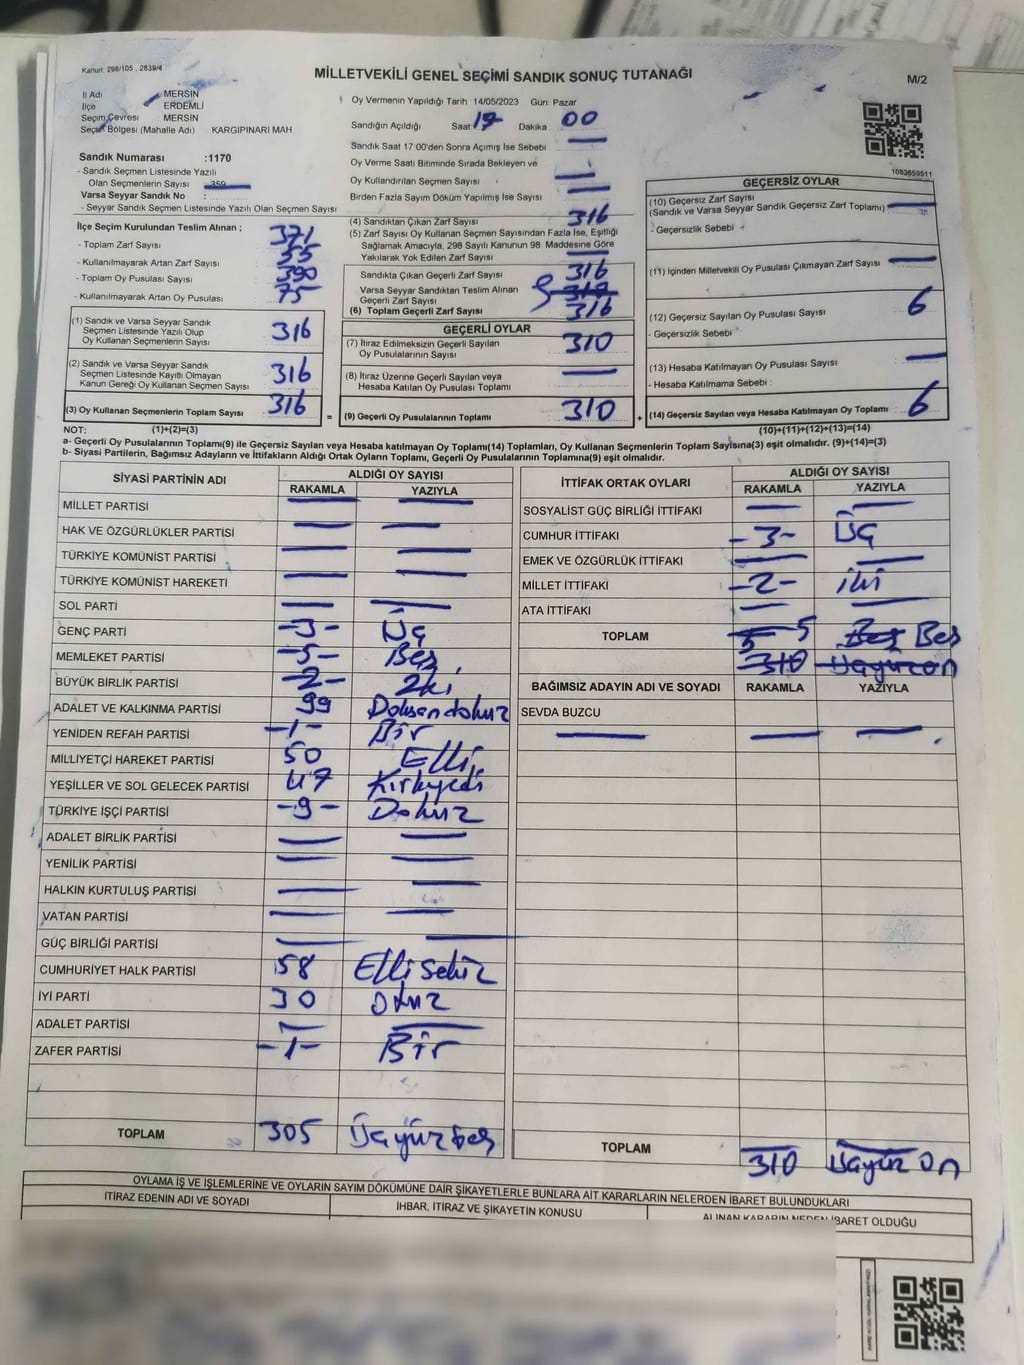 Kanun: 298/105 , 2839/4
MİLLETVEKİLİ GENEL SEÇİMİ SANDIK SONUÇ TUTANAĞI
M/2
İl Adı MERSİN
İlçe ERDEMLİ
Seçim Çevresi MERSİN
Seçim Bölgesi (Mahalle Adı) KARGIPINARI MAH.
Sandık Numarası :1170
- Sandık Seçmen Listesinde Yazılı
Olan Seçmenlerin Sayısı 359
Varsa Seyyar Sandık No :
- Seyyar Sandık Seçmen Listesinde Yazılı Olan Seçmen Sayısı
Oy Vermenin Yapıldığı Tarih 14/05/2023 Gün: Pazar
Sandığın Açıldığı Saat 17 Dakika 00
Sandık Saat 17:00'den Sonra Açılmış İse Sebebi
Oy Verme Saati Bitiminde Sırada Bekleyen ve
Oy Kullandırılan Seçmen Sayısı
Birden Fazla Sayım Döküm Yapılmış İse Sayısı
1083659511
İlçe Seçim Kurulundan Teslim Alınan ;
- Toplam Zarf Sayısı 371
- Kullanılmayarak Artan Zarf Sayısı 55
- Toplam Oy Pusulası Sayısı 390
- Kullanılmayarak Artan Oy Pusulası 75
(1) Sandık ve Varsa Seyyar Sandık
Seçmen Listesinde Yazılı Olup
Oy Kullanan Seçmenlerin Sayısı 316
(2) Sandık ve Varsa Seyyar Sandık
Seçmen Listesinde Kayıtlı Olmayan
Kanun Gereği Oy Kullanan Seçmen Sayısı 316
(3) Oy Kullanan Seçmenlerin Toplam Sayısı 316
(4) Sandıktan Çıkan Zarf Sayısı 316
(5) Zarf Sayısı Oy Kullanan Seçmen Sayısından Fazla İse, Eşitliği
Sağlamak Amacıyla, 298 Sayılı Kanunun 98. Maddesine Göre
Yakılarak Yok Edilen Zarf Sayısı
Sandıkta Çıkan Geçerli Zarf Sayısı 316
Varsa Seyyar Sandıktan Teslim Alınan
Geçerli Zarf Sayısı
(6) Toplam Geçerli Zarf Sayısı 316
GEÇERLİ OYLAR
(7) İtiraz Edilmeksizin Geçerli Sayılan
Oy Pusulalarının Sayısı 310
(8) İtiraz Üzerine Geçerli Sayılan veya
Hesaba Katılan Oy Pusulası Toplamı
= (9) Geçerli Oy Pusulalarının Toplamı 310
GEÇERSİZ OYLAR
(10) Geçersiz Zarf Sayısı
(Sandık ve Varsa Seyyar Sandık Geçersiz Zarf Toplamı)
- Geçersizlik Sebebi
(11) İçinden Milletvekili Oy Pusulası Çıkmayan Zarf Sayısı
(12) Geçersiz Sayılan Oy Pusulası Sayısı 6
- Geçersizlik Sebebi
(13) Hesaba Katılmayan Oy Pusulası Sayısı
- Hesaba Katılmama Sebebi :
+ (14) Geçersiz Sayılan veya Hesaba Katılmayan Oy Toplamı 6
NOT: (1)+(2)=(3) (10)+(11)+(12)+(13)=(14)
a- Geçerli Oy Pusulalarının Toplamı(9) ile Geçersiz Sayılan veya Hesaba katılmayan Oy Toplamı(14) Toplamları, Oy Kullanan Seçmenlerin Toplam Sayısına(3) eşit olmalıdır. (9)+(14)=(3)
b- Siyasi Partilerin, Bağımsız Adayların ve İttifakların Aldığı Ortak Oyların Toplamı, Geçerli Oy Pusulalarının Toplamına(9) eşit olmalıdır.
SİYASİ PARTİNİN ADI ALDIĞI OY SAYISI
RAKAMLA YAZIYLA
MİLLET PARTİSİ
HAK VE ÖZGÜRLÜKLER PARTİSİ
TÜRKİYE KOMÜNİST PARTİSİ
TÜRKİYE KOMÜNİST HAREKETİ
SOL PARTİ
GENÇ PARTİ -3- Üç
MEMLEKET PARTİSİ -5- Beş
BÜYÜK BİRLİK PARTİSİ -2- İki
ADALET VE KALKINMA PARTİSİ 99 Doksandokuz
YENİDEN REFAH PARTİSİ -1- Bir
MİLLİYETÇİ HAREKET PARTİSİ 50 Elli
YEŞİLLER VE SOL GELECEK PARTİSİ 47 Kırkyedi
TÜRKİYE İŞÇİ PARTİSİ -9- Dokuz
ADALET BİRLİK PARTİSİ
YENİLİK PARTİSİ
HALKIN KURTULUŞ PARTİSİ
VATAN PARTİSİ
GÜÇ BİRLİĞİ PARTİSİ
CUMHURİYET HALK PARTİSİ 58 Ellisekiz
İYİ PARTİ 30 Otuz
ADALET PARTİSİ
ZAFER PARTİSİ -1- Bir
TOPLAM 305 Üçyüzbeş
İTTİFAK ORTAK OYLARI ALDIĞI OY SAYISI
RAKAMLA YAZIYLA
SOSYALİST GÜÇ BİRLİĞİ İTTİFAKI
CUMHUR İTTİFAKI -3- Üç
EMEK VE ÖZGÜRLÜK İTTİFAKI
MİLLET İTTİFAKI -2- iki
ATA İTTİFAKI
TOPLAM 5 5 Beş Beş
310 Üçyüzon
BAĞIMSIZ ADAYIN ADI VE SOYADI RAKAMLA YAZIYLA
SEVDA BUZCU
TOPLAM 310 Üçyüz on
OYLAMA İŞ VE İŞLEMLERİNE VE OYLARIN SAYIM DÖKÜMÜNE DAİR ŞİKAYETLERLE BUNLARA AİT KARARLARIN NELERDEN İBARET BULUNDUKLARI
İTİRAZ EDENİN ADI VE SOYADI İHBAR, İTİRAZ VE ŞİKAYETİN KONUSU ALINAN KARARIN NEDEN İBARET OLDUĞU